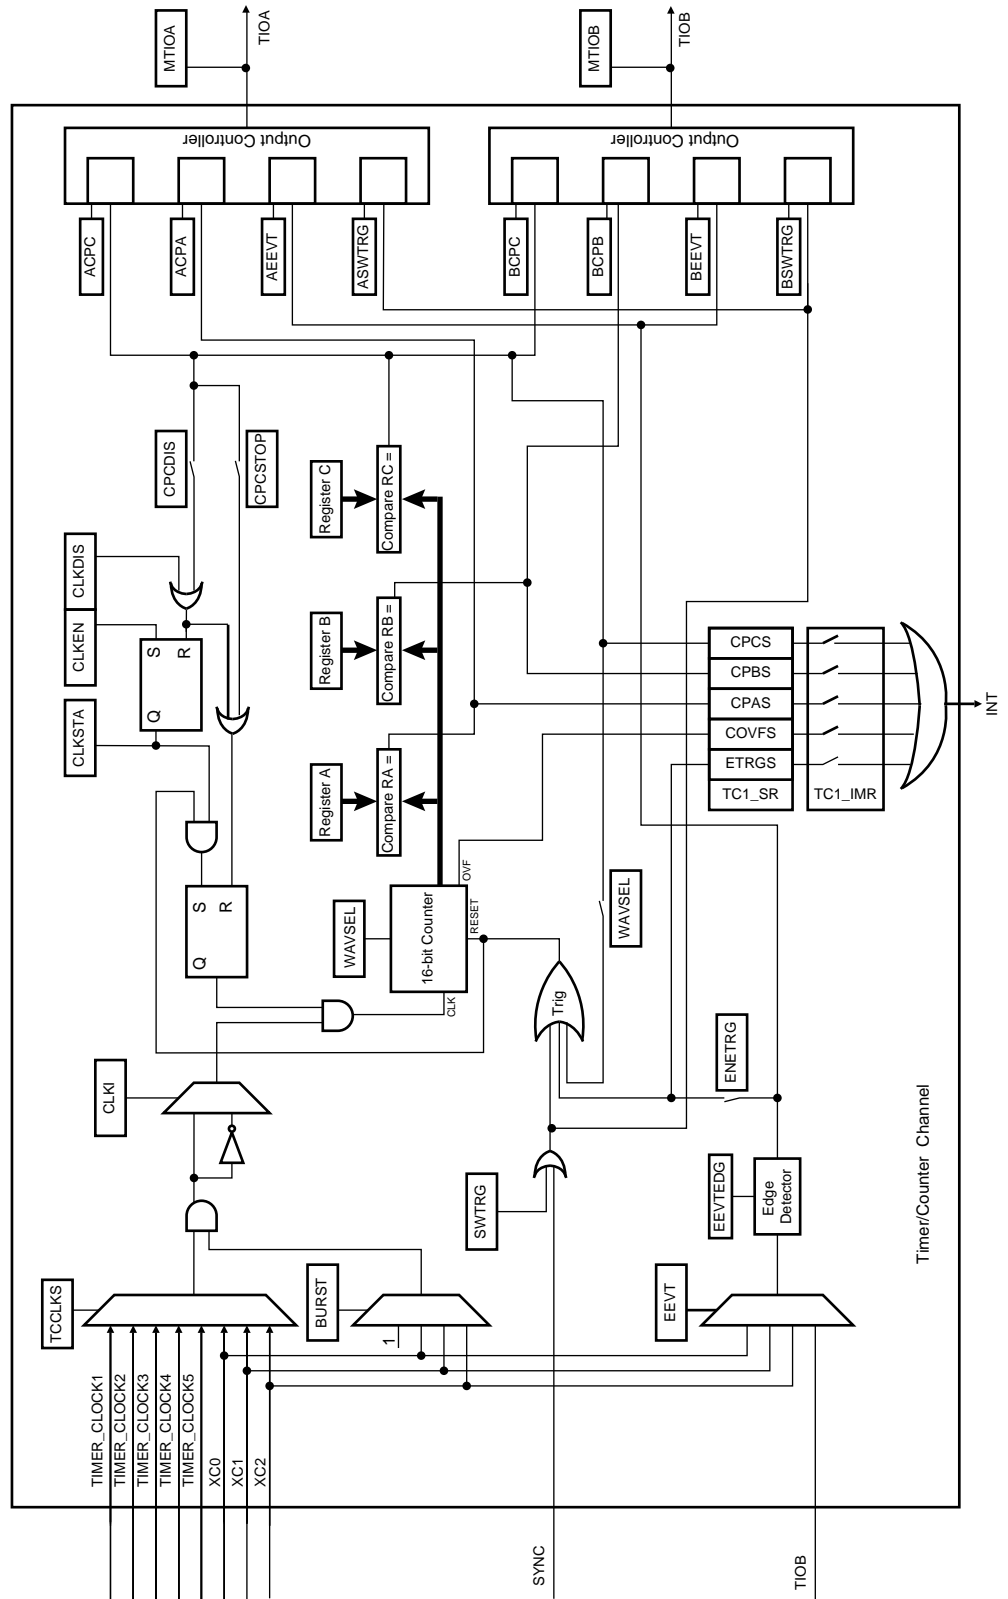 TIMER_CLOCK1
TIMER_CLOCK2
TIMER_CLOCK3
TIMER_CLOCK4
TIMER_CLOCK5
XC0
XC1
XC2
TCCLKS
CLKI
CLKSTA
CLKEN
CLKDIS
Q
S
R
Q
S
R
CPCDIS
CPCSTOP
ACPC
ACPA
AEEVT
ASWTRG
Output Controller
MTIOA
TIOA
BURST
1
WAVSEL
16-bit Counter
CLK
RESET
OVF
Register A
Compare RA =
Register B
Compare RB =
Register C
Compare RC =
SYNC
SWTRG
Trig
WAVSEL
BCPC
BCPB
BEEVT
BSWTRG
Output Controller
MTIOB
TIOB
TIOB
EEVT
EEVTEDG
Edge
Detector
ENETRG
CPCS
CPBS
CPAS
COVFS
ETRGS
TC1_SR
TC1_IMR
INT
Timer/Counter Channel